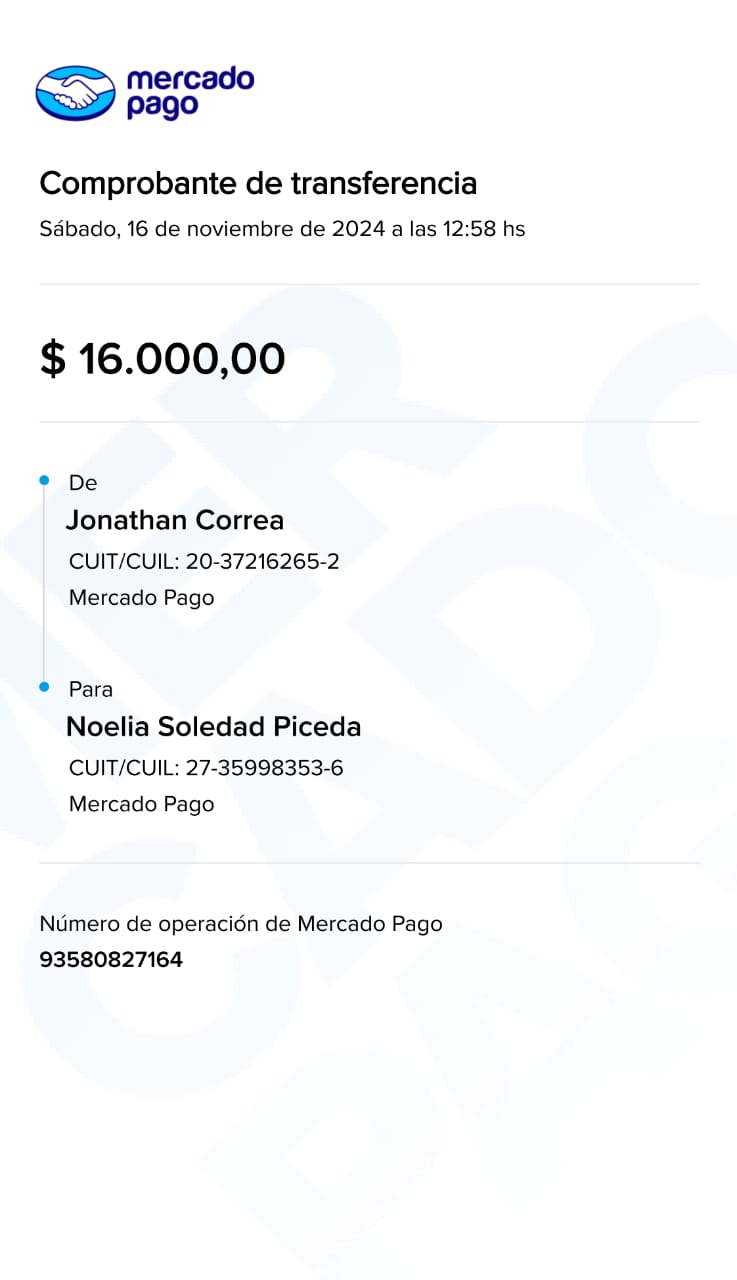 mercado
pago
Comprobante de transferencia
Sábado, 16 de noviembre de 2024 a las 12:58 hs
$ 16.000,00
De
Jonathan Correa
CUIT/CUIL: 20-37216265-2
Mercado Pago
Para
Noelia Soledad Piceda
CUIT/CUIL: 27-35998353-6
Mercado Pago
Número de operación de Mercado Pago
93580827164
MERCADO
PAGO